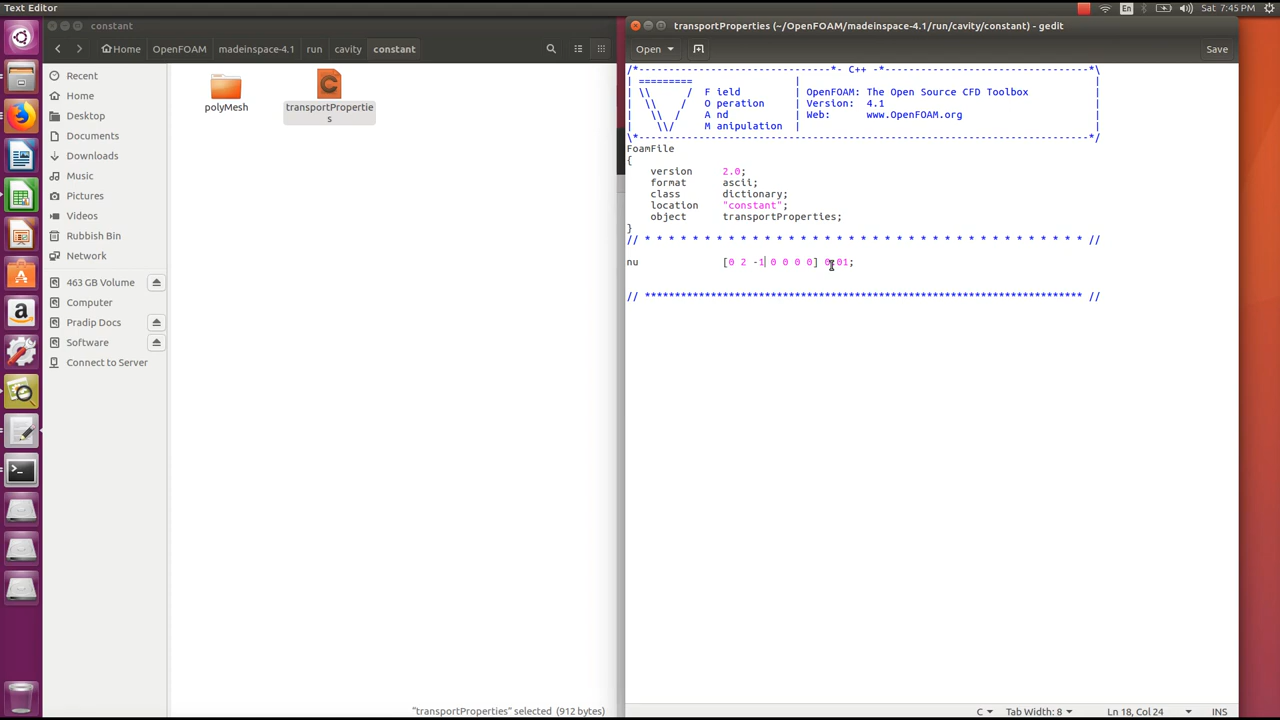 Text Editor
En
Sat 7:45 PM
constant
Home
OpenFOAM
madeinspace-4.1
run
cavity
constant
Recent
Home
Desktop
Documents
Downloads
Music
Pictures
Videos
Rubbish Bin
463 GB Volume
Computer
Pradip Docs
Software
Connect to Server
polyMesh
transportPropertie
s
"transportProperties" selected (912 bytes)
transportProperties (~/OpenFOAM/madeinspace-4.1/run/cavity/constant) - gedit
Open
Save
/*--------------------------------*- C++ -*----------------------------------*\
| =========                 |
| \\      /  F ield         | OpenFOAM: The Open Source CFD Toolbox
|  \\    /   O peration     | Version:  4.1
|   \\  /    A nd           | Web:      www.OpenFOAM.org
|    \\/     M anipulation  |
\*---------------------------------------------------------------------------*/
FoamFile
{
    version     2.0;
    format      ascii;
    class       dictionary;
    location    "constant";
    object      transportProperties;
}
// * * * * * * * * * * * * * * * * * * * * * * * * * * * * * * * * * * * * * //
nu              [0 2 -1 0 0 0 0] 0.01;
// ************************************************************************* //
C
Tab Width: 8
Ln 18, Col 24
INS